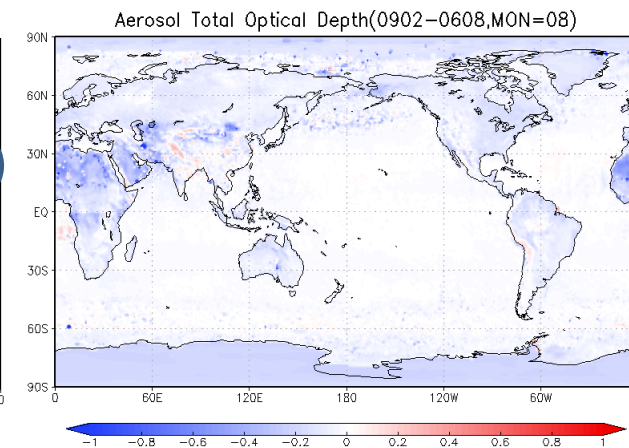 Aerosol Total Optical Depth(0902-0608,MON=08)
90N
60N
30N
EQ
30S
60S
90S
0 60E 120E 180 120W 60W
0
-1 -0.8 -0.6 -0.4 -0.2 0 0.2 0.4 0.6 0.8 1